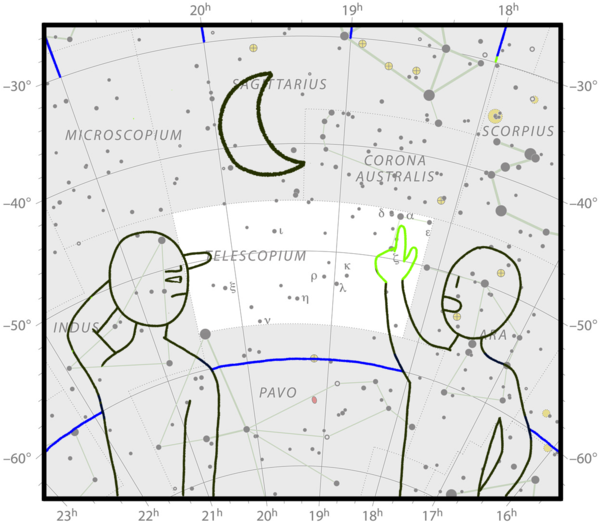 20ʰ 19ʰ 18ʰ
−30° −30°
SAGITTARIUS
MICROSCOPIUM
SCORPIUS
CORONA
AUSTRALIS
−40° −40°
δ α
ε
ι
TELESCOPIUM
ζ
κ
ρ
ξ
λ
η
ν
−50° −50°
INDUS
ARA
PAVO
−60° −60°
23ʰ 22ʰ 21ʰ 20ʰ 19ʰ 18ʰ 17ʰ 16ʰ